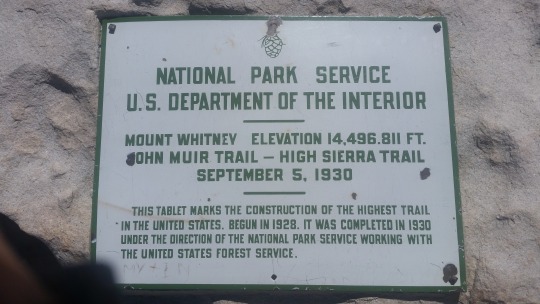 NATIONAL PARK SERVICE
U.S. DEPARTMENT OF THE INTERIOR
MOUNT WHITNEY ELEVATION 14,496.811 FT.
JOHN MUIR TRAIL — HIGH SIERRA TRAIL
SEPTEMBER 5, 1930
THIS TABLET MARKS THE CONSTRUCTION OF THE HIGHEST TRAIL
IN THE UNITED STATES. BEGUN IN 1928. IT WAS COMPLETED IN 1930
UNDER THE DIRECTION OF THE NATIONAL PARK SERVICE WORKING WITH
THE UNITED STATES FOREST SERVICE.